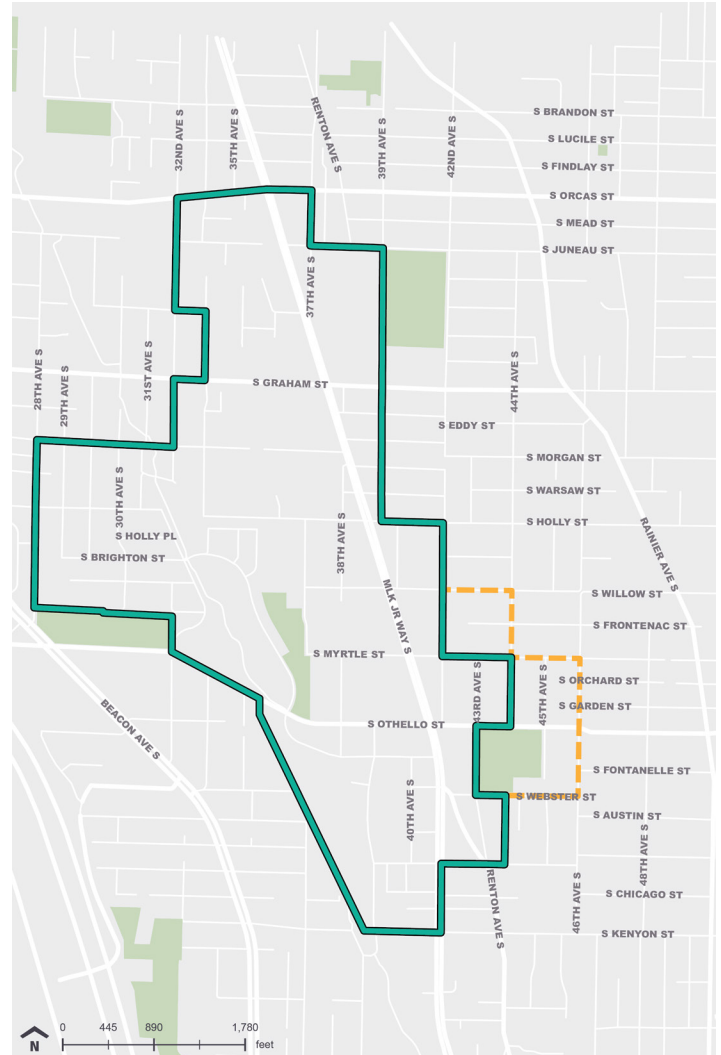 S BRANDON ST
32ND AVE S
35TH AVE S
RENTON AVE S
39TH AVE S
42ND AVE S
S LUCILE ST
S FINDLAY ST
S ORCAS ST
S MEAD ST
S JUNEAU ST
37TH AVE S
28TH AVE S
29TH AVE S
31ST AVE S
S GRAHAM ST
44TH AVE S
S EDDY ST
S MORGAN ST
30TH AVE S
S WARSAW ST
S HOLLY ST
38TH AVE S
S HOLLY PL
S BRIGHTON ST
RAINIER AVE S
MLK JR WAY S
S WILLOW ST
S FRONTENAC ST
S MYRTLE ST
43RD AVE S
45TH AVE S
S ORCHARD ST
S GARDEN ST
S OTHELLO ST
BEACON AVE S
S FONTANELLE ST
S WEBSTER ST
40TH AVE S
S AUSTIN ST
48TH AVE S
RENTON AVE S
46TH AVE S
S CHICAGO ST
S KENYON ST
N
0 445 890 1,780
feet